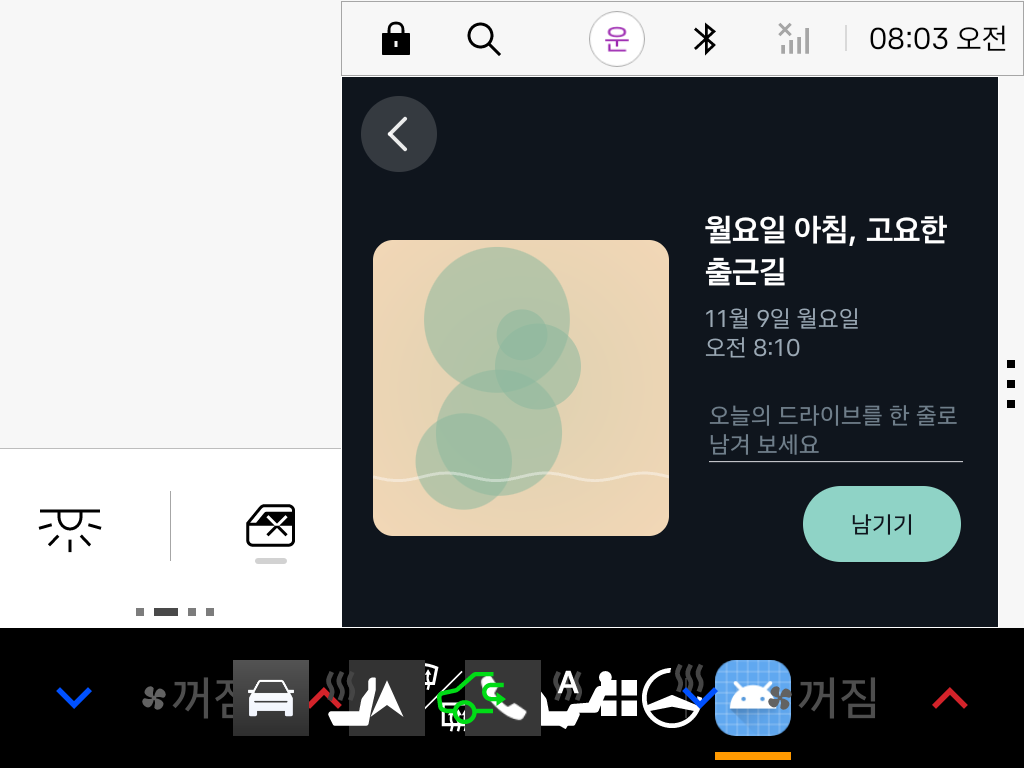 운
08:03 오전
월요일 아침, 고요한
출근길
11월 9일 월요일
오전 8:10
오늘의 드라이브를 한 줄로
남겨 보세요
남기기
A
꺼짐